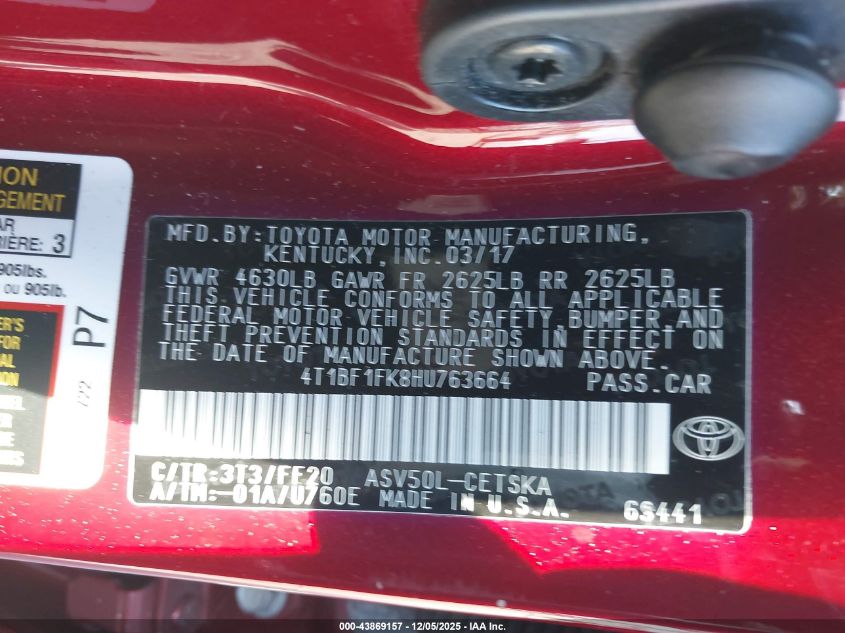 ION
GEMENT
AR
RIÈRE: 3
905lbs.
OU 905lb.
ER'S
P7
/22
MFD. BY: TOYOTA MOTOR MANUFACTURING,
KENTUCKY, INC. 03/17
GVWR 4630LB GAWR FR 2625LB RR 2625LB
THIS VEHICLE CONFORMS TO ALL APPLICABLE
FEDERAL MOTOR VEHICLE SAFETY, BUMPER, AND
THEFT PREVENTION STANDARDS IN EFFECT ON
THE DATE OF MANUFACTURE SHOWN ABOVE.
4T1BF1FK8HU763664 PASS. CAR
C/TR: 3T3/FF20 ASV50L-CETSKA
A/TM: -01A/U760E MADE IN U.S.A. 6S441
000-43869157 - 12/05/2025 - IAA Inc.